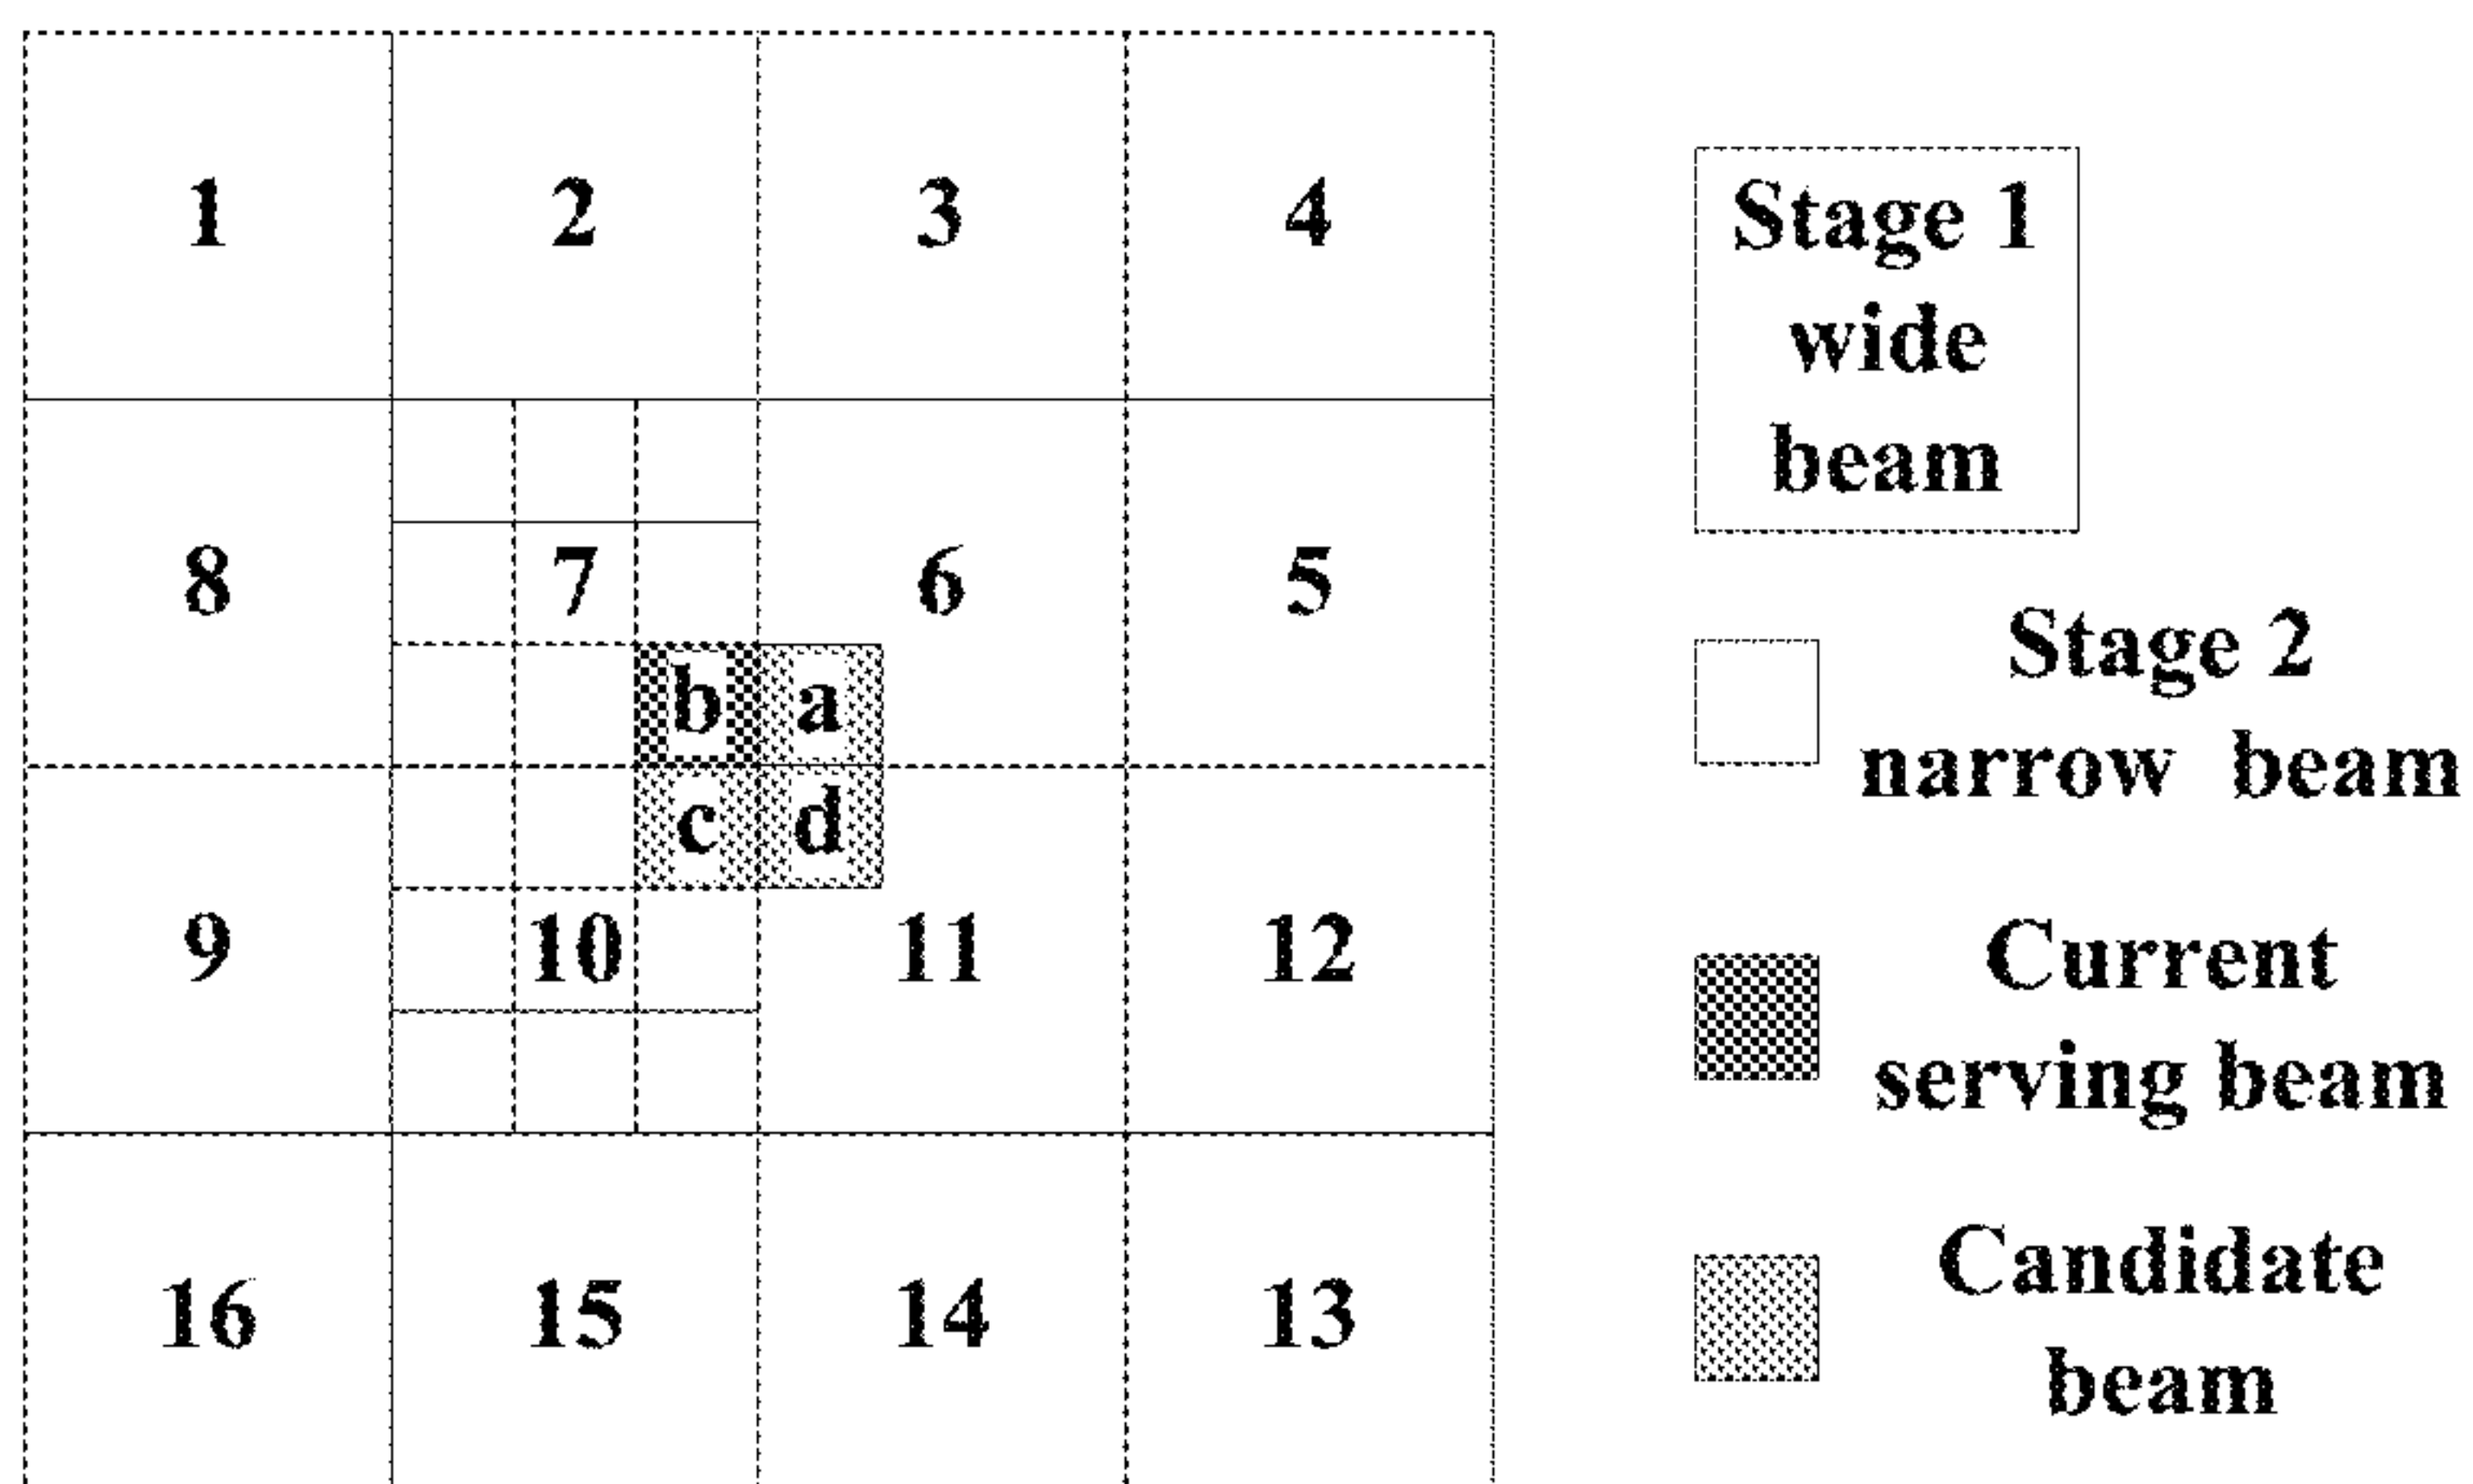 1 2 3 4
8 7 6 5
b a
c d
9 10 11 12
16 15 14 13
Stage 1
wide
beam
Stage 2
narrow beam
Current
serving beam
Candidate
beam